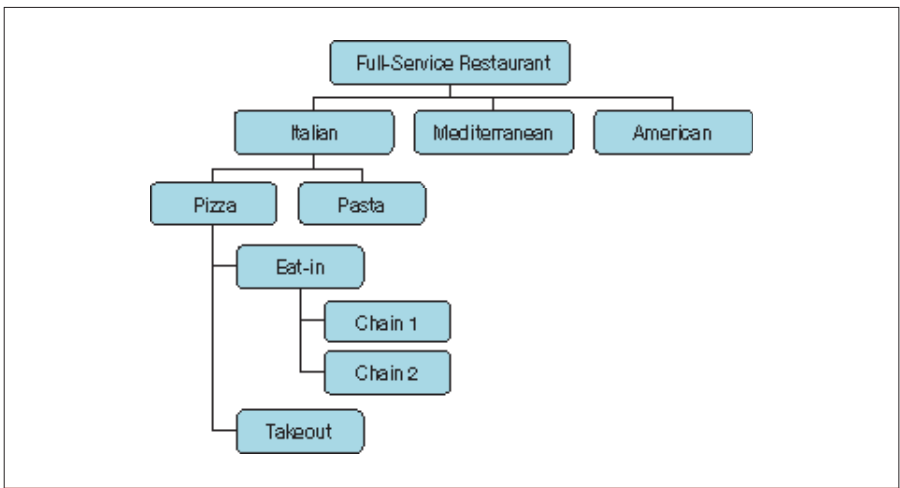 Full-Service Restaurant
Italian
Mediterranean
American
Pizza
Pasta
Eat-in
Chain 1
Chain 2
Takeout